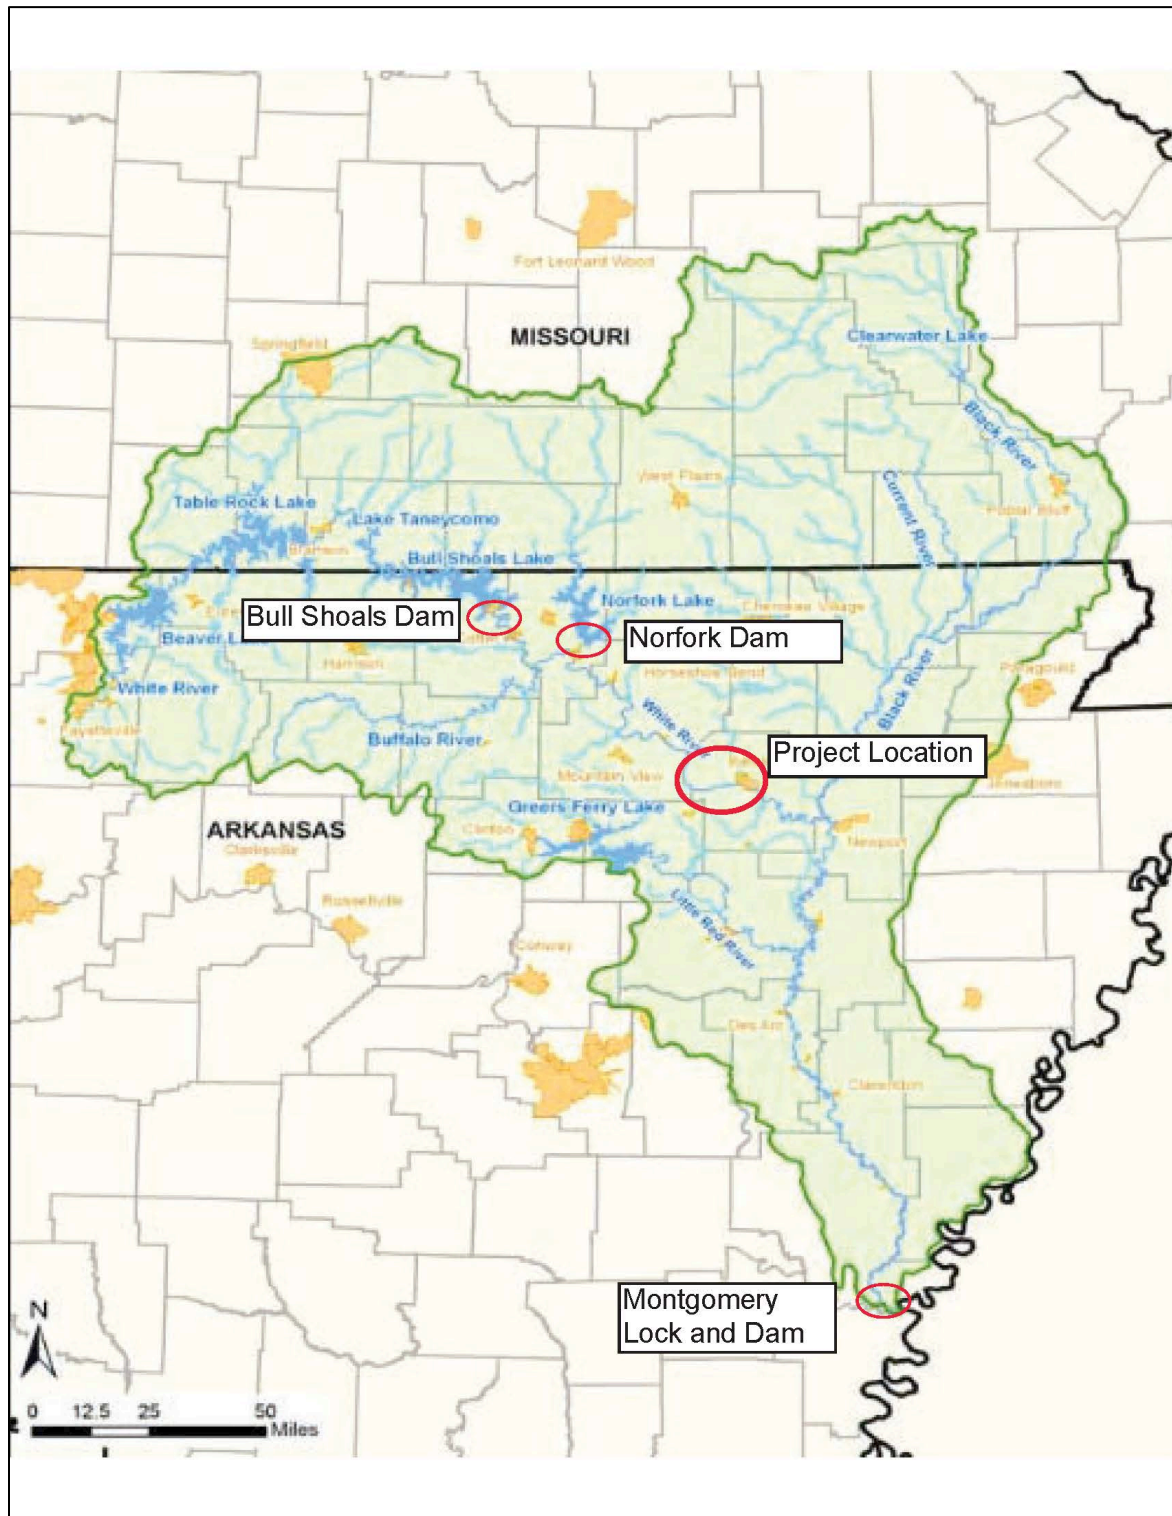 Fort Leonard Wood
MISSOURI
Clearwater Lake
Springfield
Black River
West Plains
Current River
Poplar Bluff
Table Rock Lake
Lake Taneycomo
Branson
Bull Shoals Lake
Bull Shoals Dam
Norfork Lake
Cherokee Village
Beaver Lake
Norfork Dam
Harrison
Horseshoe Bend
Paragould
White River
Black River
White River
Fayetteville
Buffalo River
Project Location
Mountain View
Jonesboro
Greers Ferry Lake
ARKANSAS
Clinton
Newport
Clarksville
Russellville
Little Red River
Conway
Des Arc
Clarendon
Montgomery
Lock and Dam
N
0 12.5 25 50
Miles